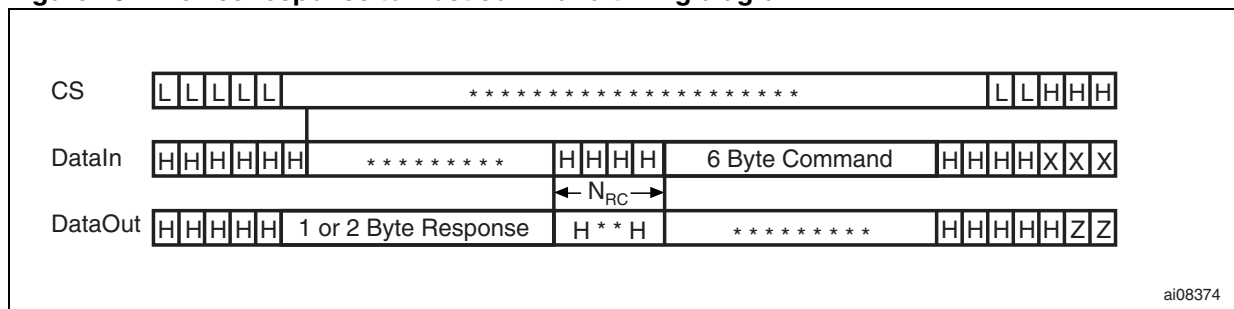 CS L L L L L * * * * * * * * * * * * * * * * * * * * * L L H H H
DataIn H H H H H H * * * * * * * * * H H H H 6 Byte Command H H H H X X X
N_RC
DataOut H H H H H 1 or 2 Byte Response H * * H * * * * * * * * * H H H H H Z Z
ai08374